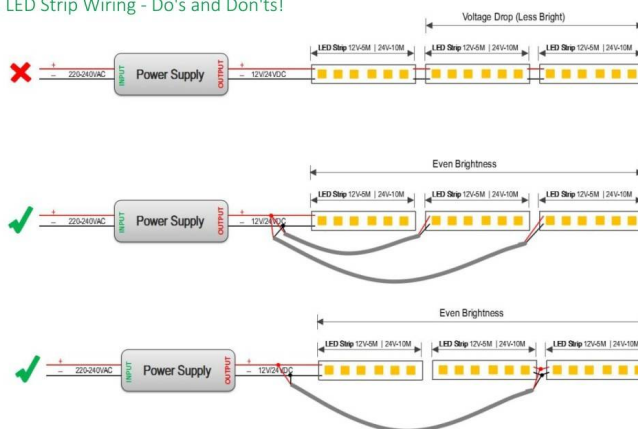 LED Strip Wiring - Do's and Don'ts!
Voltage Drop (Less Bright)
LED Strip 12V-5M | 24V-10M
LED Strip 12V-5M | 24V-10M
LED Strip 12V-5M | 24V-10M
+
– 220-240VAC
INPUT
Power Supply
OUTPUT
+
– 12V/24VDC
Even Brightness
LED Strip 12V-5M | 24V-10M
LED Strip 12V-5M | 24V-10M
LED Strip 12V-5M | 24V-10M
+
– 220-240VAC
INPUT
Power Supply
OUTPUT
+
– 12V/24VDC
Even Brightness
LED Strip 12V-5M | 24V-10M
LED Strip 12V-5M | 24V-10M
LED Strip 12V-5M | 24V-10M
+
– 220-240VAC
INPUT
Power Supply
OUTPUT
+
– 12V/24VDC